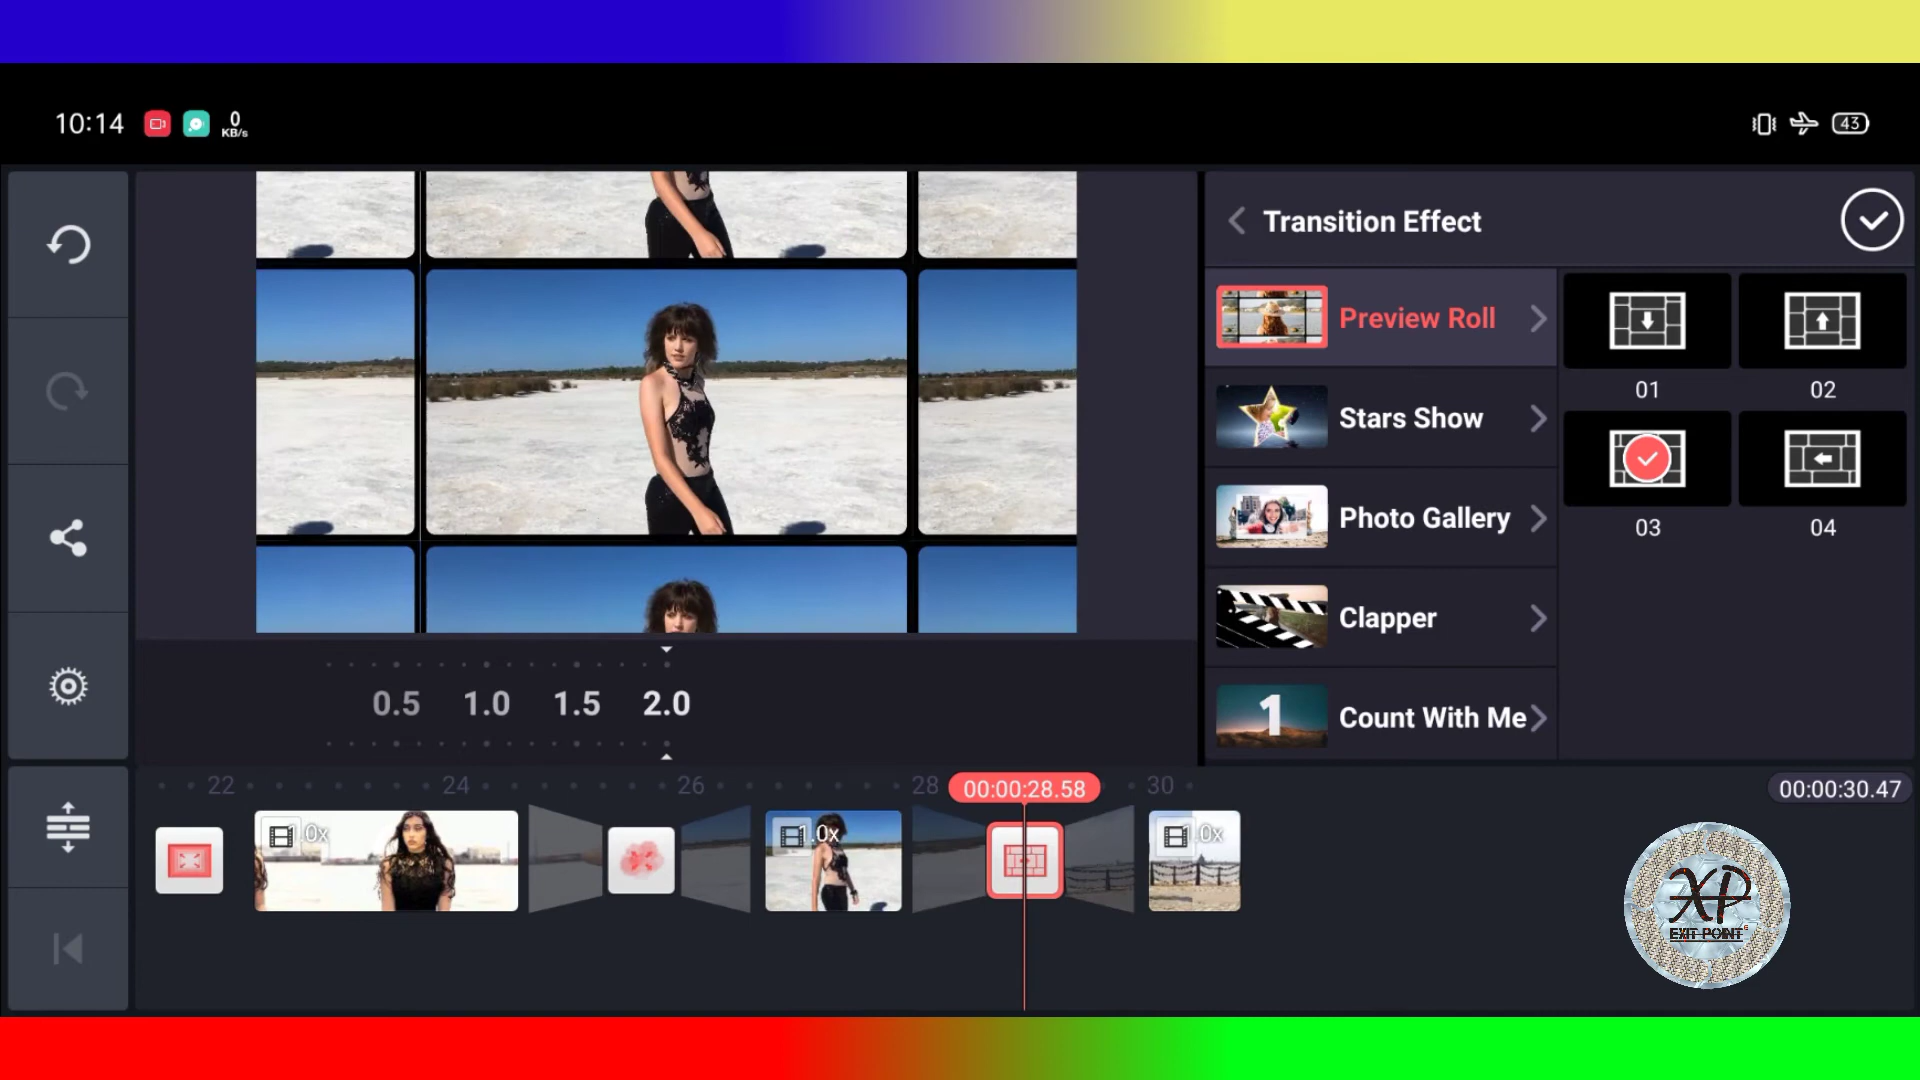 10:14
0
KB/s
43
Transition Effect
Preview Roll
01
02
Stars Show
03
04
Photo Gallery
Clapper
Count With Me
1
0.5 1.0 1.5 2.0
22 24 26 28 30
00:00:28.58
00:00:30.47
1.0x
1.0x
1.0x
XP
EXIT POINT